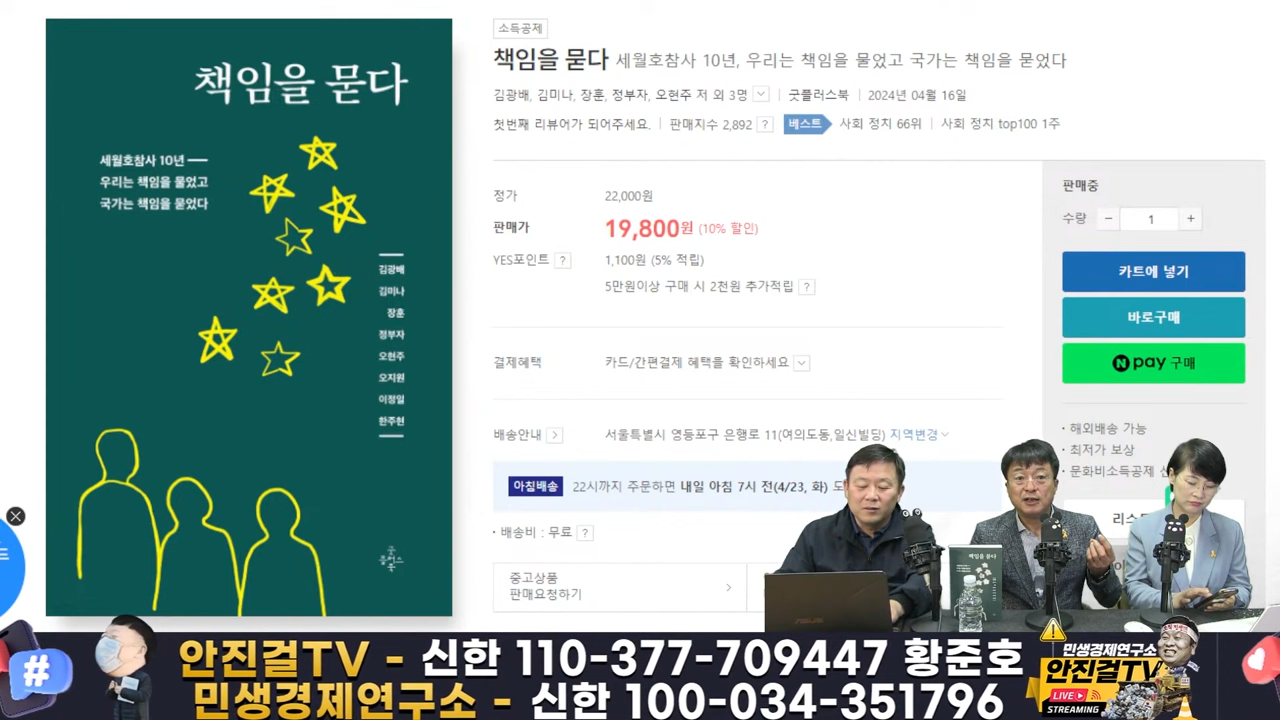 책임을 묻다
세월호참사 10년
우리는 책임을 물었고
국가는 책임을 묻었다
김광배
김미나
장훈
정부자
오현주
오지원
이정일
한주현
굿플러스북
소득공제
책임을 묻다 세월호참사 10년, 우리는 책임을 물었고 국가는 책임을 묻었다
김광배, 김미나, 장훈, 정부자, 오현주 저 외 3명 | 굿플러스북 | 2024년 04월 16일
첫번째 리뷰어가 되어주세요. | 판매지수 2,892 ? 베스트 사회 정치 66위 | 사회 정치 top100 1주
정가 22,000원
판매가 19,800원 (10% 할인)
YES포인트 ? 1,100원 (5% 적립)
5만원이상 구매 시 2천원 추가적립 ?
결제혜택 카드/간편결제 혜택을 확인하세요
배송안내 서울특별시 영등포구 은행로 11(여의도동,일신빌딩) 지역변경
아침배송 22시까지 주문하면 내일 아침 7시 전(4/23, 화) 도
· 배송비 : 무료 ?
중고상품
판매요청하기
판매중
수량 − 1 +
카트에 넣기
바로구매
N pay 구매
· 해외배송 가능
· 최저가 보상
· 문화비소득공제 신
리스
책임을 묻다
ASUS
#
안진걸TV - 신한 110-377-709447 황준호
민생경제연구소 - 신한 100-034-351796
민생경제연구소
안진걸TV
LIVE
STREAMING